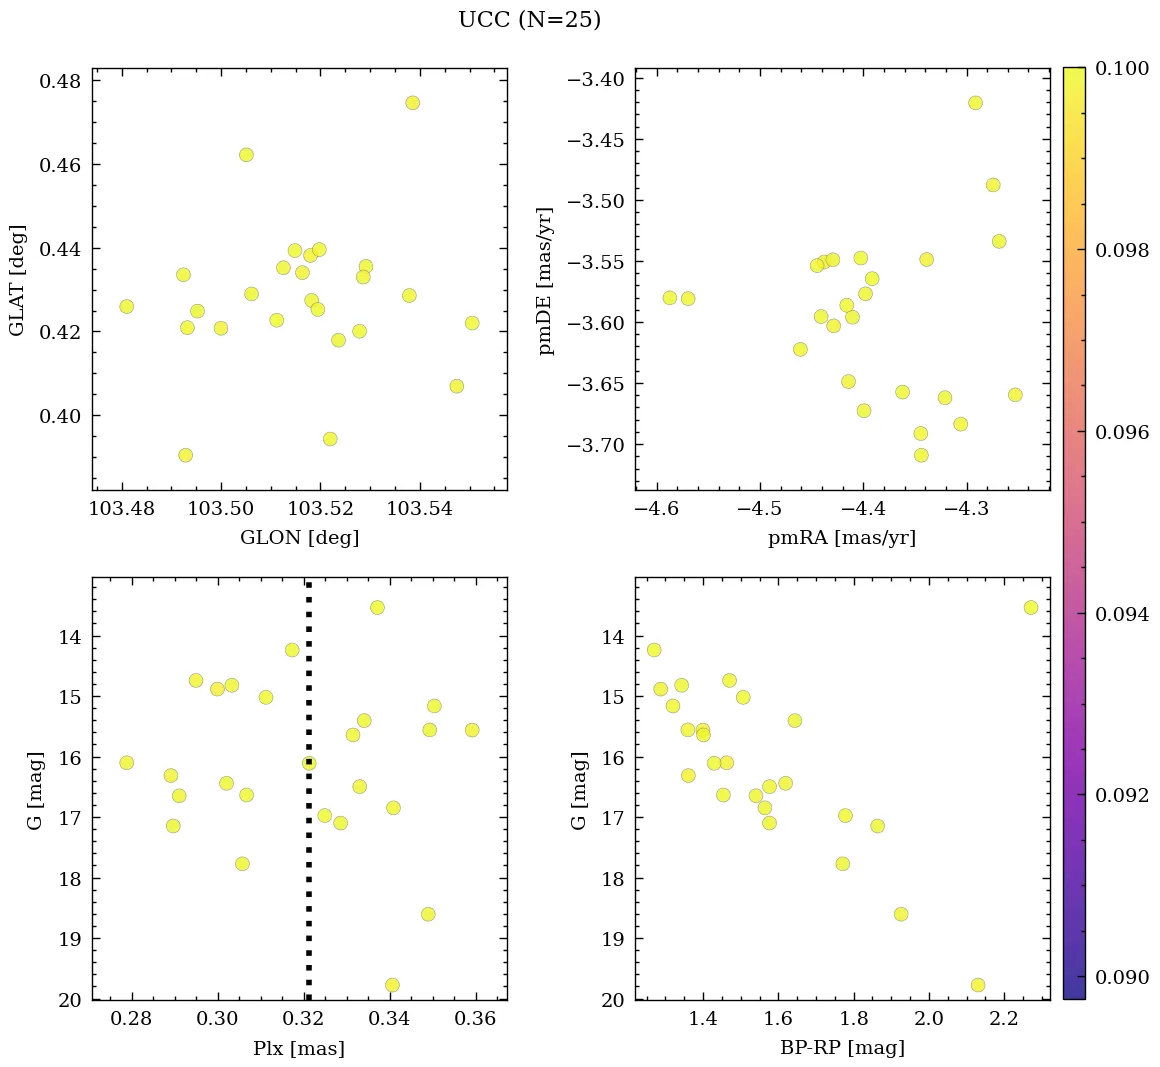 UCC (N=25)
0.48
0.46
0.44
0.42
0.40
GLAT [deg]
103.48 103.50 103.52 103.54
GLON [deg]
−3.40
−3.45
−3.50
−3.55
−3.60
−3.65
−3.70
pmDE [mas/yr]
−4.6 −4.5 −4.4 −4.3
pmRA [mas/yr]
0.100
0.098
0.096
0.094
0.092
0.090
14
15
16
17
18
19
20
G [mag]
0.28 0.30 0.32 0.34 0.36
Plx [mas]
14
15
16
17
18
19
20
G [mag]
1.4 1.6 1.8 2.0 2.2
BP-RP [mag]